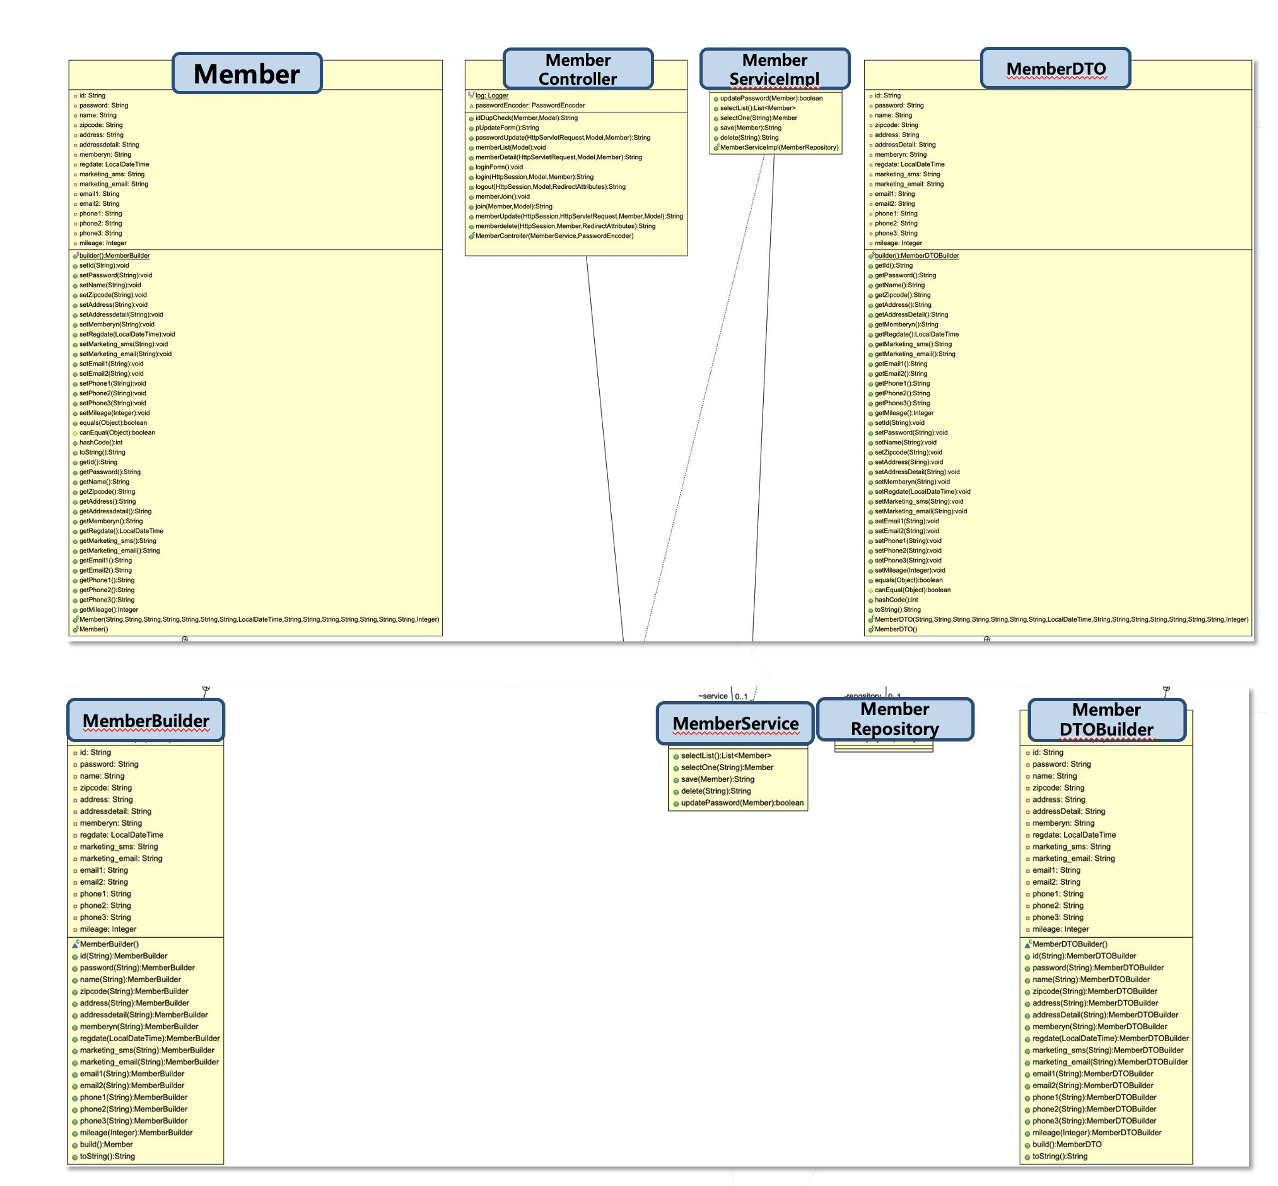 Member
id: String
password: String
name: String
zipcode: String
address: String
addressdetail: String
memberyn: String
regdate: LocalDateTime
marketing_sms: String
marketing_email: String
email1: String
email2: String
phone1: String
phone2: String
phone3: String
mileage: Integer
builder():MemberBuilder
setId(String):void
setPassword(String):void
setName(String):void
setZipcode(String):void
setAddress(String):void
setAddressdetail(String):void
setMemberyn(String):void
setRegdate(LocalDateTime):void
setMarketing_sms(String):void
setMarketing_email(String):void
setEmail1(String):void
setEmail2(String):void
setPhone1(String):void
setPhone2(String):void
setPhone3(String):void
setMileage(Integer):void
equals(Object):boolean
canEqual(Object):boolean
hashCode():int
toString():String
getId():String
getPassword():String
getName():String
getZipcode():String
getAddress():String
getAddressdetail():String
getMemberyn():String
getRegdate():LocalDateTime
getMarketing_sms():String
getMarketing_email():String
getEmail1():String
getEmail2():String
getPhone1():String
getPhone2():String
getPhone3():String
getMileage():Integer
Member(String,String,String,String,String,String,String,LocalDateTime,String,String,String,String,String,String,String,Integer)
Member()
Member
Controller
log: Logger
passwordEncoder: PasswordEncoder
idDupCheck(Member,Model):String
pUpdateForm():String
passwordUpdate(HttpServletRequest,Model,Member):String
memberList(Model):void
memberDetail(HttpServletRequest,Model,Member):String
loginForm():void
login(HttpSession,Model,Member):String
logout(HttpSession,Model,RedirectAttributes):String
memberJoin():void
join(Member,Model):String
memberUpdate(HttpSession,HttpServletRequest,Member,Model):String
memberdelete(HttpSession,Member,RedirectAttributes):String
MemberController(MemberService,PasswordEncoder)
Member
ServiceImpl
updatePassword(Member):boolean
selectList():List<Member>
selectOne(String):Member
save(Member):String
delete(String):String
MemberServiceImpl(MemberRepository)
MemberDTO
id: String
password: String
name: String
zipcode: String
address: String
addressDetail: String
memberyn: String
regdate: LocalDateTime
marketing_sms: String
marketing_email: String
email1: String
email2: String
phone1: String
phone2: String
phone3: String
mileage: Integer
builder():MemberDTOBuilder
getId():String
getPassword():String
getName():String
getZipcode():String
getAddress():String
getAddressDetail():String
getMemberyn():String
getRegdate():LocalDateTime
getMarketing_sms():String
getMarketing_email():String
getEmail1():String
getEmail2():String
getPhone1():String
getPhone2():String
getPhone3():String
getMileage():Integer
setId(String):void
setPassword(String):void
setName(String):void
setZipcode(String):void
setAddress(String):void
setAddressDetail(String):void
setMemberyn(String):void
setRegdate(LocalDateTime):void
setMarketing_sms(String):void
setMarketing_email(String):void
setEmail1(String):void
setEmail2(String):void
setPhone1(String):void
setPhone2(String):void
setPhone3(String):void
setMileage(Integer):void
equals(Object):boolean
canEqual(Object):boolean
hashCode():int
toString():String
MemberDTO(String,String,String,String,String,String,String,LocalDateTime,String,String,String,String,String,String,String,Integer)
MemberDTO()
MemberBuilder
id: String
password: String
name: String
zipcode: String
address: String
addressdetail: String
memberyn: String
regdate: LocalDateTime
marketing_sms: String
marketing_email: String
email1: String
email2: String
phone1: String
phone2: String
phone3: String
mileage: Integer
MemberBuilder()
id(String):MemberBuilder
password(String):MemberBuilder
name(String):MemberBuilder
zipcode(String):MemberBuilder
address(String):MemberBuilder
addressdetail(String):MemberBuilder
memberyn(String):MemberBuilder
regdate(LocalDateTime):MemberBuilder
marketing_sms(String):MemberBuilder
marketing_email(String):MemberBuilder
email1(String):MemberBuilder
email2(String):MemberBuilder
phone1(String):MemberBuilder
phone2(String):MemberBuilder
phone3(String):MemberBuilder
mileage(Integer):MemberBuilder
build():Member
toString():String
~service 0..1
-repository 0..1
MemberService
selectList():List<Member>
selectOne(String):Member
save(Member):String
delete(String):String
updatePassword(Member):boolean
Member
Repository
Member
DTOBuilder
id: String
password: String
name: String
zipcode: String
address: String
addressDetail: String
memberyn: String
regdate: LocalDateTime
marketing_sms: String
marketing_email: String
email1: String
email2: String
phone1: String
phone2: String
phone3: String
mileage: Integer
MemberDTOBuilder()
id(String):MemberDTOBuilder
password(String):MemberDTOBuilder
name(String):MemberDTOBuilder
zipcode(String):MemberDTOBuilder
address(String):MemberDTOBuilder
addressDetail(String):MemberDTOBuilder
memberyn(String):MemberDTOBuilder
regdate(LocalDateTime):MemberDTOBuilder
marketing_sms(String):MemberDTOBuilder
marketing_email(String):MemberDTOBuilder
email1(String):MemberDTOBuilder
email2(String):MemberDTOBuilder
phone1(String):MemberDTOBuilder
phone2(String):MemberDTOBuilder
phone3(String):MemberDTOBuilder
mileage(Integer):MemberDTOBuilder
build():MemberDTO
toString():String